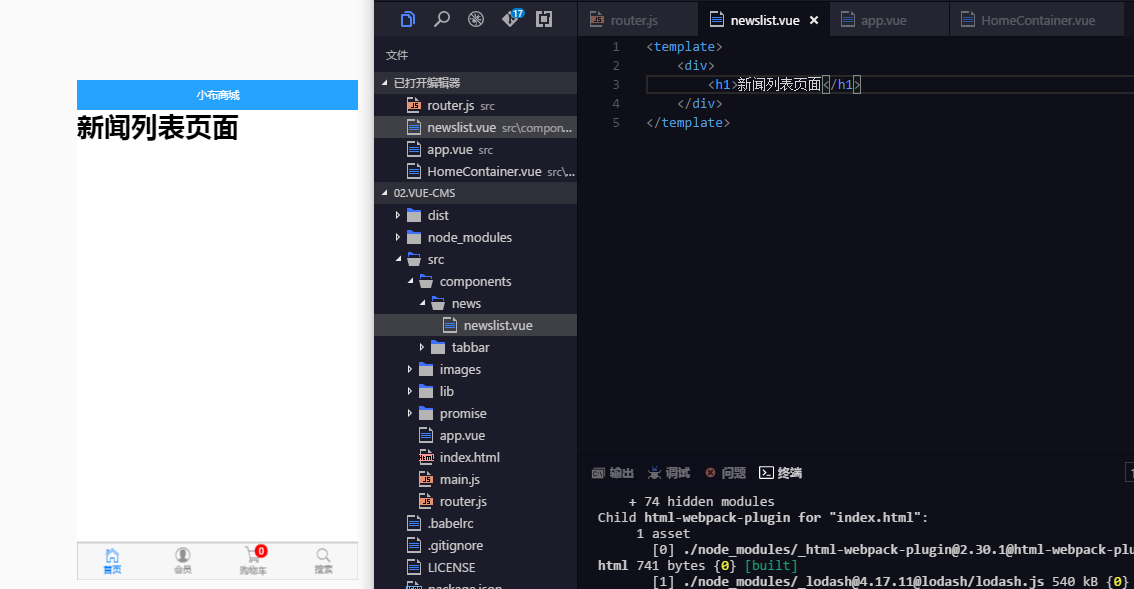 小布商城
新闻列表页面
首页
会员
0
购物车
搜索
17
文件
已打开编辑器
router.js src
newslist.vue src\compon...
app.vue src
HomeContainer.vue src\...
02.VUE-CMS
dist
node_modules
src
components
news
newslist.vue
tabbar
images
lib
promise
app.vue
index.html
main.js
router.js
.babelrc
.gitignore
LICENSE
package.json
router.js
newslist.vue
app.vue
HomeContainer.vue
1 <template>
2 <div>
3 <h1>新闻列表页面</h1>
4 </div>
5 </template>
输出
调试
问题
终端
+ 74 hidden modules
Child html-webpack-plugin for "index.html":
1 asset
[0] ./node_modules/_html-webpack-plugin@2.30.1@html-webpack-plu
html 741 bytes {0} [built]
[1] ./node_modules/_lodash@4.17.11@lodash/lodash.js 540 kB {0}